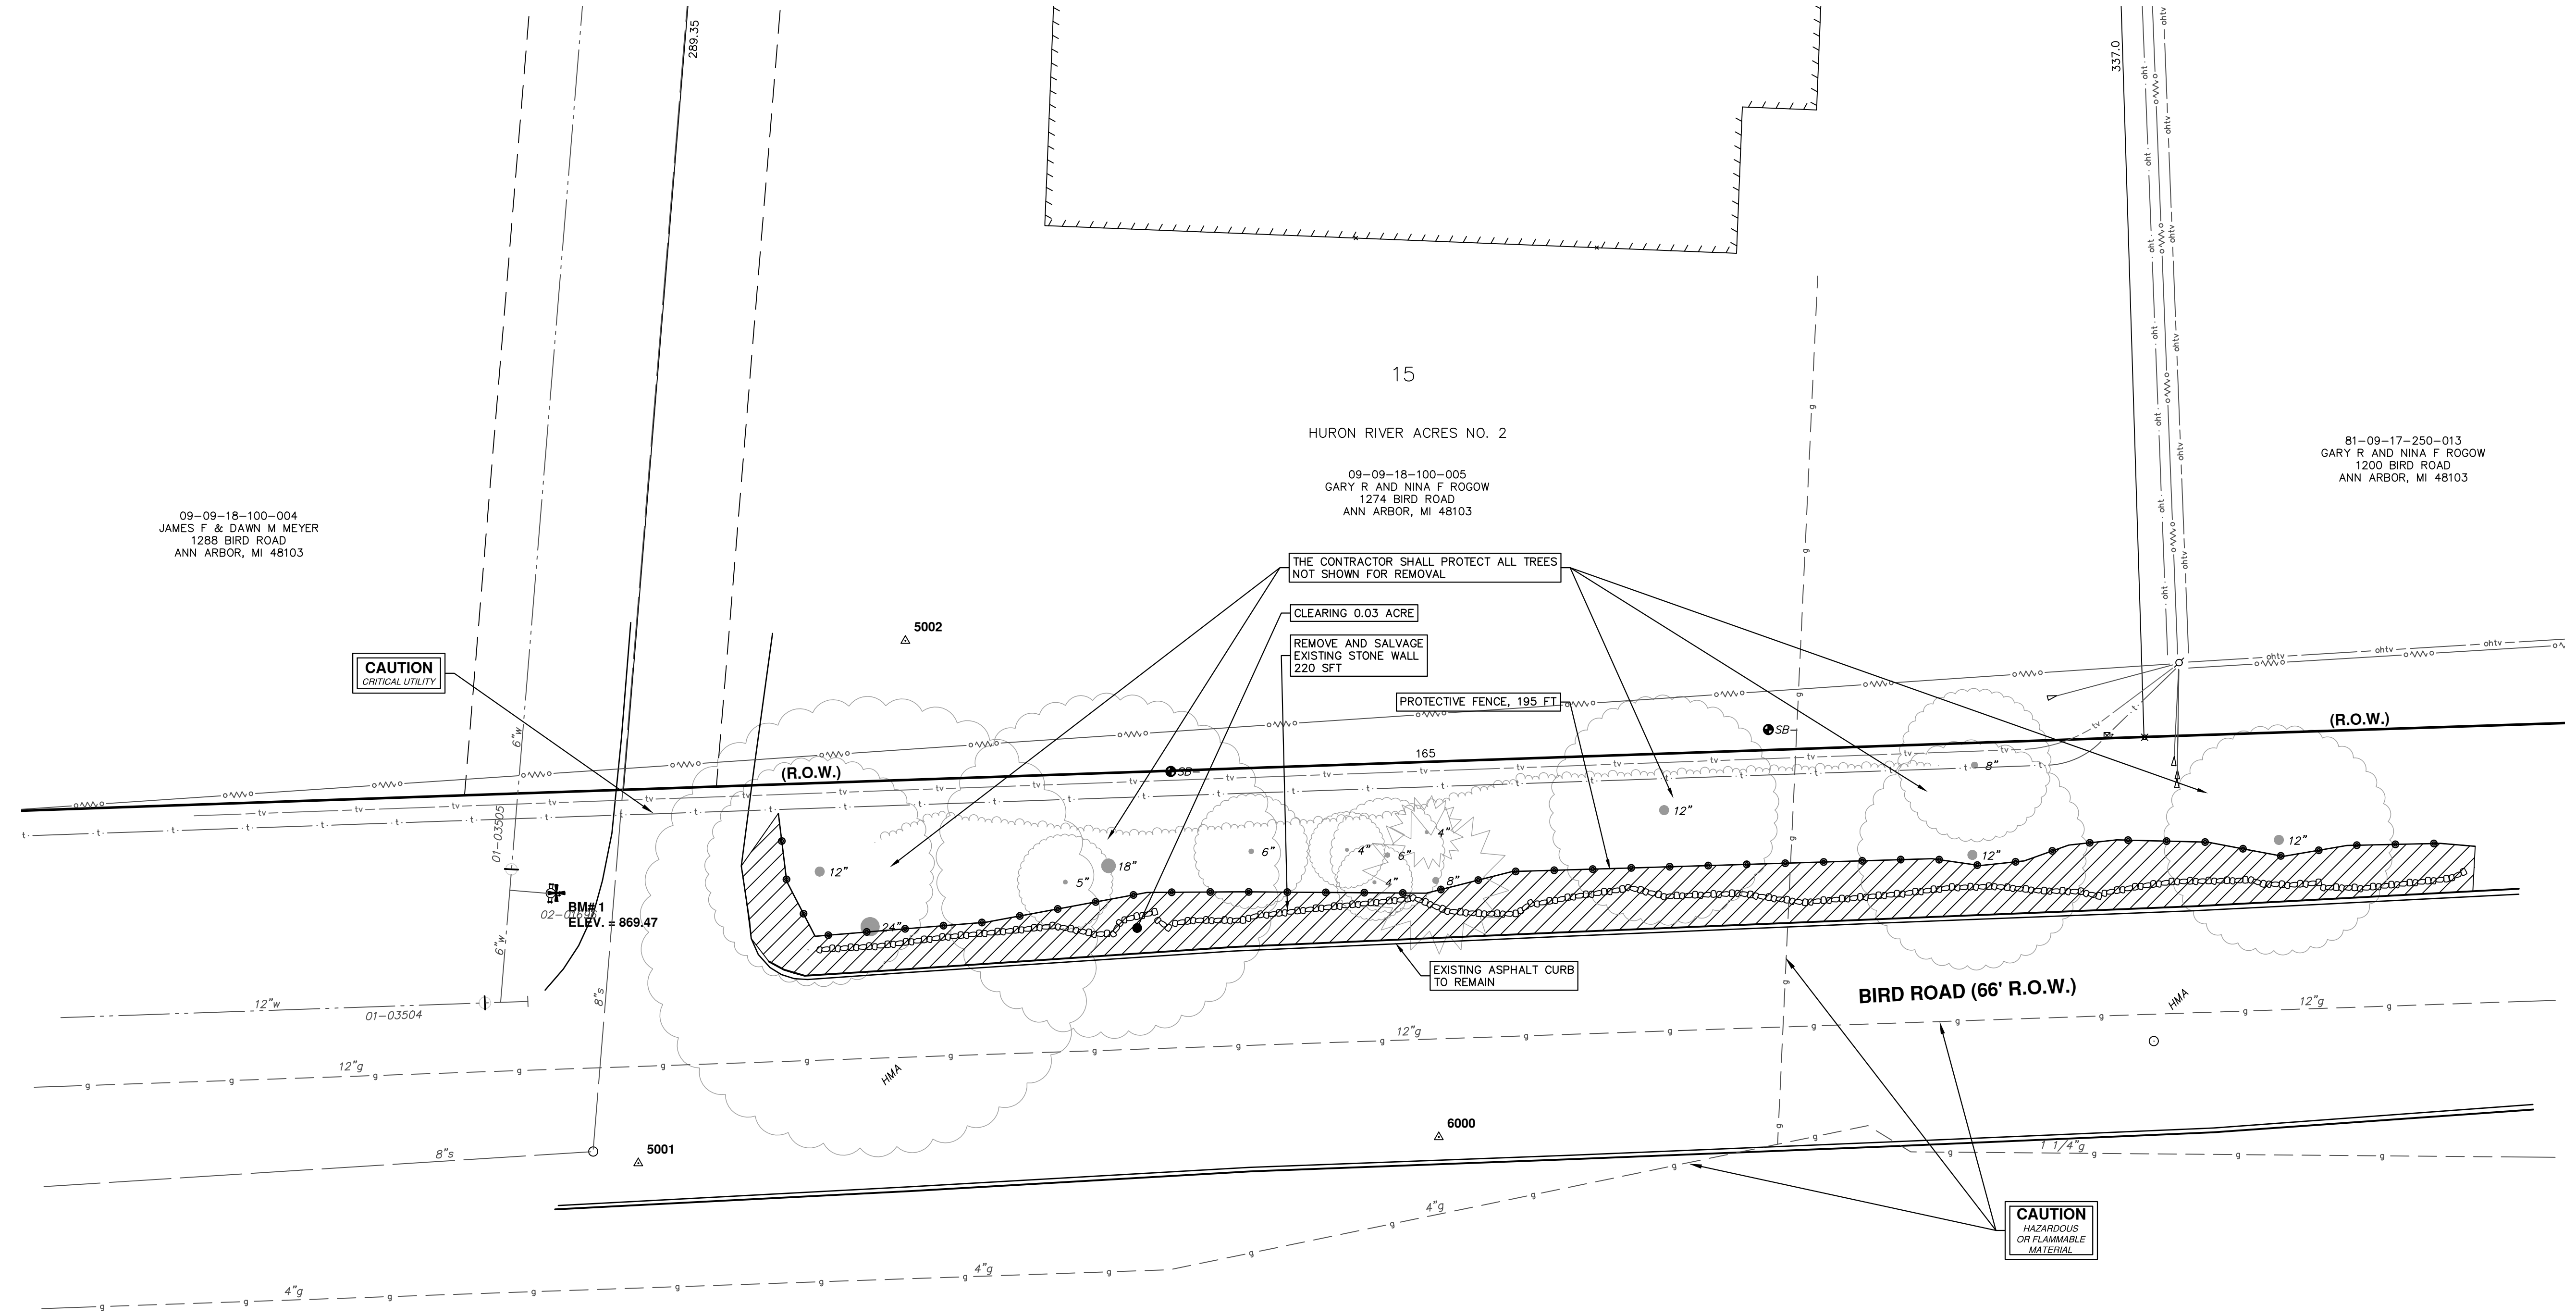 289.35
337.0
15
HURON RIVER ACRES NO. 2
09-09-18-100-005
GARY R AND NINA F ROGOW
1274 BIRD ROAD
ANN ARBOR, MI 48103
81-09-17-250-013
GARY R AND NINA F ROGOW
1200 BIRD ROAD
ANN ARBOR, MI 48103
09-09-18-100-004
JAMES F & DAWN M MEYER
1288 BIRD ROAD
ANN ARBOR, MI 48103
THE CONTRACTOR SHALL PROTECT ALL TREES
NOT SHOWN FOR REMOVAL
CLEARING 0.03 ACRE
REMOVE AND SALVAGE
EXISTING STONE WALL
220 SFT
PROTECTIVE FENCE, 195 FT
5002
CAUTION
CRITICAL UTILITY
6"w
(R.O.W.)
165
(R.O.W.)
SB
SB
8"
12"
4"
4"
6"
6"
12"
12"
18"
12"
5"
4"
8"
24"
01-03505
BM# 1
ELEV. = 869.47
6"w
8"s
12"w
01-03504
EXISTING ASPHALT CURB
TO REMAIN
BIRD ROAD (66' R.O.W.)
HMA
12"g
12"g
12"g
HMA
6000
5001
8"s
1 1/4"g
4"g
4"g
4"g
CAUTION
HAZARDOUS
OR FLAMMABLE
MATERIAL